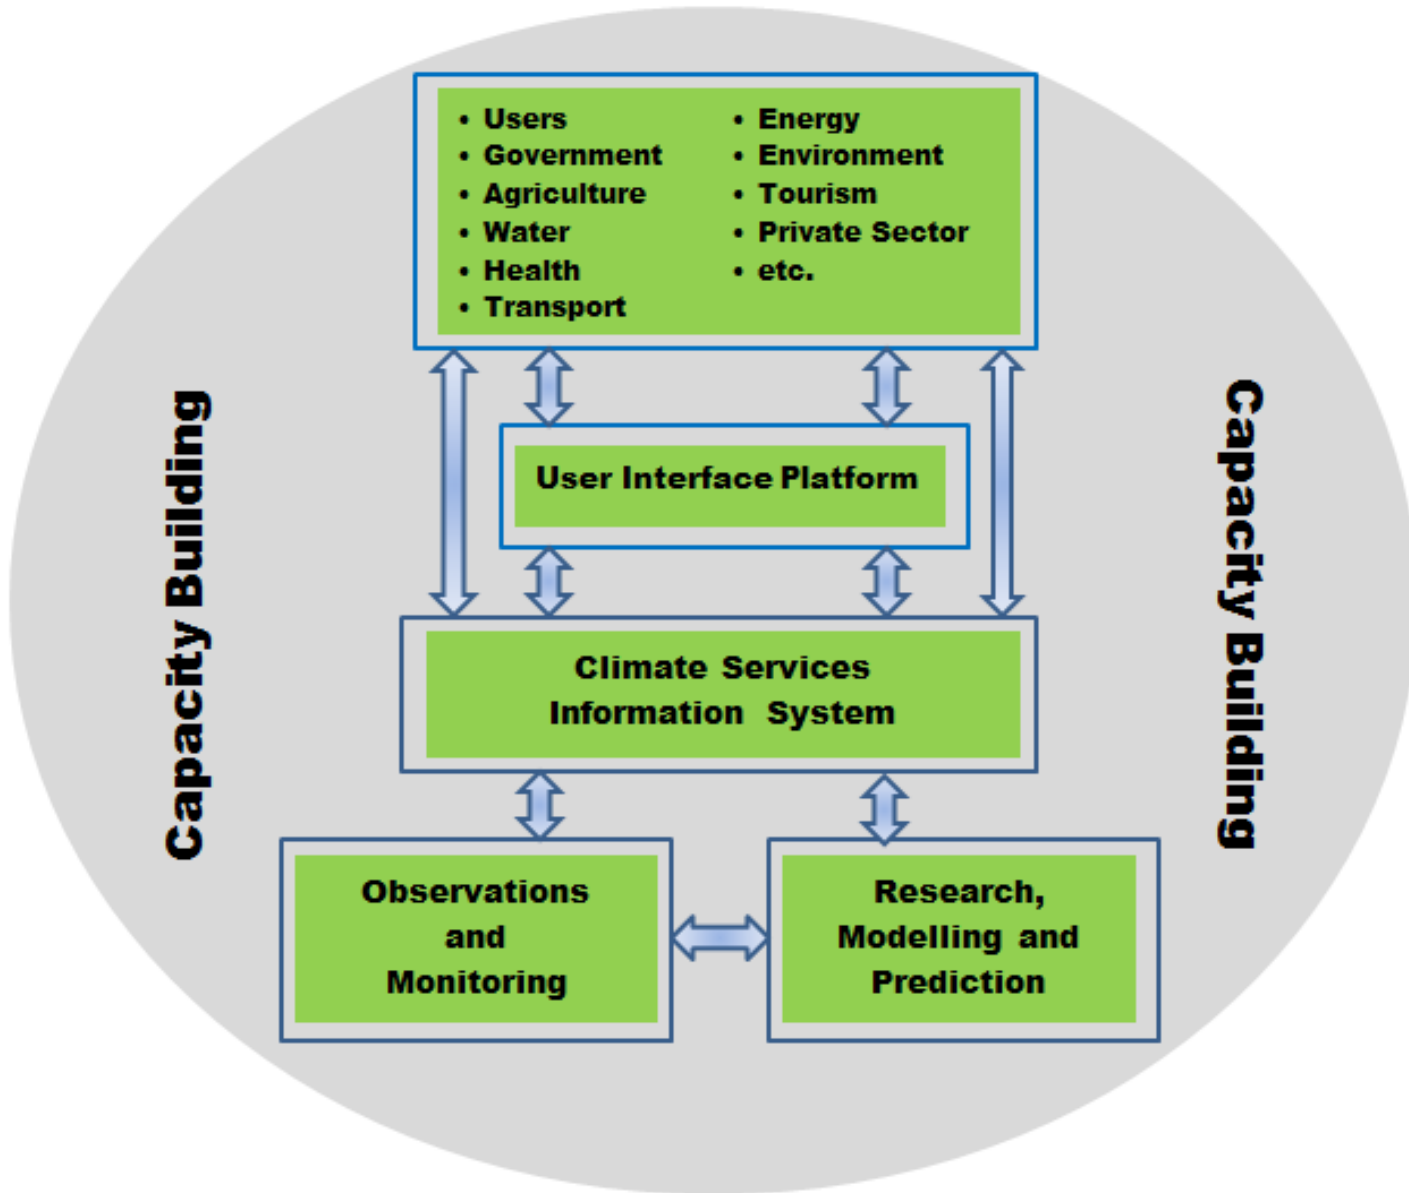 • Users
• Government
• Agriculture
• Water
• Health
• Transport
• Energy
• Environment
• Tourism
• Private Sector
• etc.
User Interface Platform
Capacity Building
Capacity Building
Climate Services
Information System
Observations
and
Monitoring
Research,
Modelling and
Prediction